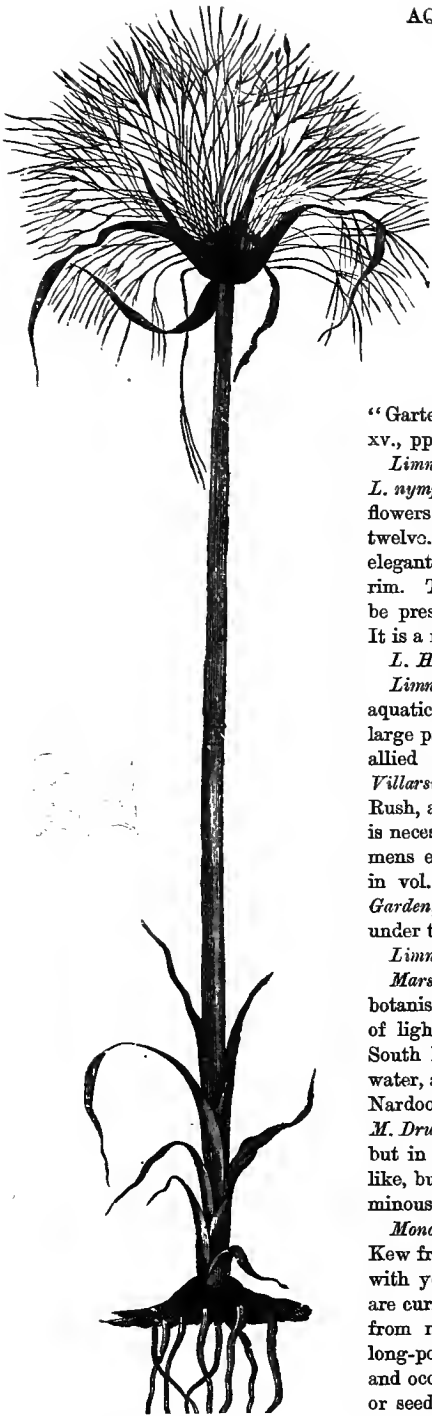 AQ
“Garte
xv., pp
Limn
L. nymp
flowers
twelve.
elegant
rim. T
be pres
It is a r
L. H
Limn
aquatic
large p
allied
Villars
Rush, a
is neces
mens e
in vol.
Garden
under t
Limn
Mars
botanis
of ligh
South
water, a
Nardoo
M. Dru
but in
like, bu
minous
Mono
Kew fr
with y
are cur
from r
long-po
and occ
or seed